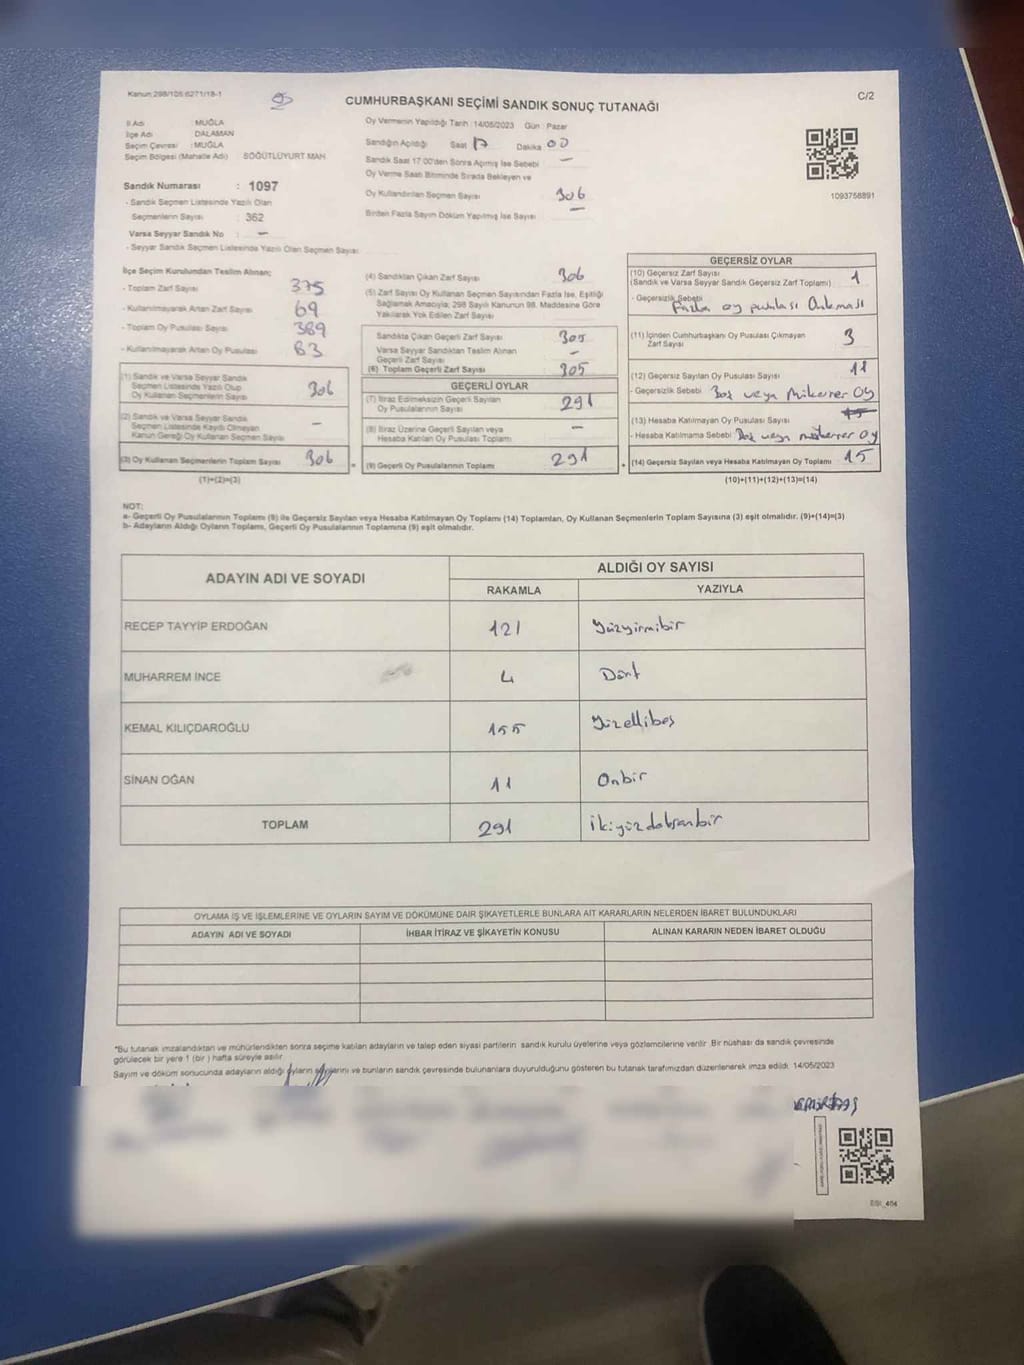 Kanun:298/105:6271/18-1
C/2
CUMHURBAŞKANI SEÇİMİ SANDIK SONUÇ TUTANAĞI
İl Adı : MUĞLA
İlçe Adı : DALAMAN
Seçim Çevresi : MUĞLA
Seçim Bölgesi (Mahalle Adı) SÖĞÜTLÜYURT MAH
Sandık Numarası : 1097
- Sandık Seçmen Listesinde Yazılı Olan
Seçmenlerin Sayısı : 362
Varsa Seyyar Sandık No : —
- Seyyar Sandık Seçmen Listesinde Yazılı Olan Seçmen Sayısı:
Oy Vermenin Yapıldığı Tarih : 14/05/2023 Gün : Pazar
Sandığın Açıldığı Saat 17 Dakika 00
Sandık Saat 17:00'den Sonra Açımış İse Sebebi —
Oy Verme Saati Bitiminde Sırada Bekleyen ve
Oy Kullandırılan Seçmen Sayısı 306
Birden Fazla Sayım Döküm Yapılmış İse Sayısı —
1093758891
İlçe Seçim Kurulundan Teslim Alınan;
- Toplam Zarf Sayısı 375
- Kullanılmayarak Artan Zarf Sayısı 69
- Toplam Oy Pusulası Sayısı 389
- Kullanılmayarak Artan Oy Pusulası 83
(1) Sandık ve Varsa Seyyar Sandık
Seçmen Listesinde Yazılı Olup
Oy Kullanan Seçmenlerin Sayısı 306
(2) Sandık ve Varsa Seyyar Sandık
Seçmen Listesinde Kayıtlı Olmayan
Kanun Gereği Oy Kullanan Seçmen Sayısı —
(3) Oy Kullanan Seçmenlerin Toplam Sayısı 306
(1)+(2)=(3)
(4) Sandıktan Çıkan Zarf Sayısı 306
(5) Zarf Sayısı Oy Kullanan Seçmen Sayısından Fazla İse, Eşitliği
Sağlamak Amacıyla; 298 Sayılı Kanunun 98. Maddesine Göre
Yakılarak Yok Edilen Zarf Sayısı
Sandıkta Çıkan Geçerli Zarf Sayısı 305
Varsa Seyyar Sandıktan Teslim Alınan
Geçerli Zarf Sayısı —
(6) Toplam Geçerli Zarf Sayısı 305
GEÇERLİ OYLAR
(7) İtiraz Edilmeksizin Geçerli Sayılan
Oy Pusulalarının Sayısı 291
(8) İtiraz Üzerine Geçerli Sayılan veya
Hesaba Katılan Oy Pusulası Toplamı —
(9) Geçerli Oy Pusulalarının Toplamı 291
GEÇERSİZ OYLAR
(10) Geçersiz Zarf Sayısı
(Sandık ve Varsa Seyyar Sandık Geçersiz Zarf Toplamı) 1
- Geçersizlik Sebebi
Fazla oy pusulası Çıkması
(11) İçinden Cumhurbaşkanı Oy Pusulası Çıkmayan
Zarf Sayısı 3
(12) Geçersiz Sayılan Oy Pusulası Sayısı 11
- Geçersizlik Sebebi Boş veya Mükerrer Oy
(13) Hesaba Katılmayan Oy Pusulası Sayısı
- Hesaba Katılmama Sebebi Boş veya mükerrer oy
(14) Geçersiz Sayılan veya Hesaba Katılmayan Oy Toplamı 15
(10)+(11)+(12)+(13)=(14)
NOT:
a- Geçerli Oy Pusulalarının Toplamı (9) ile Geçersiz Sayılan veya Hesaba Katılmayan Oy Toplamı (14) Toplamları, Oy Kullanan Seçmenlerin Toplam Sayısına (3) eşit olmalıdır. (9)+(14)=(3)
b- Adayların Aldığı Oyların Toplamı, Geçerli Oy Pusulalarının Toplamına (9) eşit olmalıdır.
ADAYIN ADI VE SOYADI ALDIĞI OY SAYISI
RAKAMLA YAZIYLA
RECEP TAYYİP ERDOĞAN 121 Yüzyirmibir
MUHARREM İNCE 4 Dört
KEMAL KILIÇDAROĞLU 155 Yüzellibeş
SİNAN OĞAN 11 Onbir
TOPLAM 291 İkiyüzdoksanbir
OYLAMA İŞ VE İŞLEMLERİNE VE OYLARIN SAYIM VE DÖKÜMÜNE DAİR ŞİKAYETLERLE BUNLARA AİT KARARLARIN NELERDEN İBARET BULUNDUKLARI
ADAYIN ADI VE SOYADI İHBAR İTİRAZ VE ŞİKAYETİN KONUSU ALINAN KARARIN NEDEN İBARET OLDUĞU
*Bu tutanak imzalandıktan ve mühürlendikten sonra seçime katılan adayların ve talep eden siyasi partilerin sandık kurulu üyelerine veya gözlemcilerine verilir. Bir nüshası da sandık çevresinde
görülecek bir yere 1 (bir) hafta süreyle asılır.
Sayım ve döküm sonucunda adayların aldığı oyların sayılarını ve bunların sandık çevresinde bulunanlara duyurulduğunu gösteren bu tutanak tarafımızdan düzenlenerek imza edildi. 14/05/2023